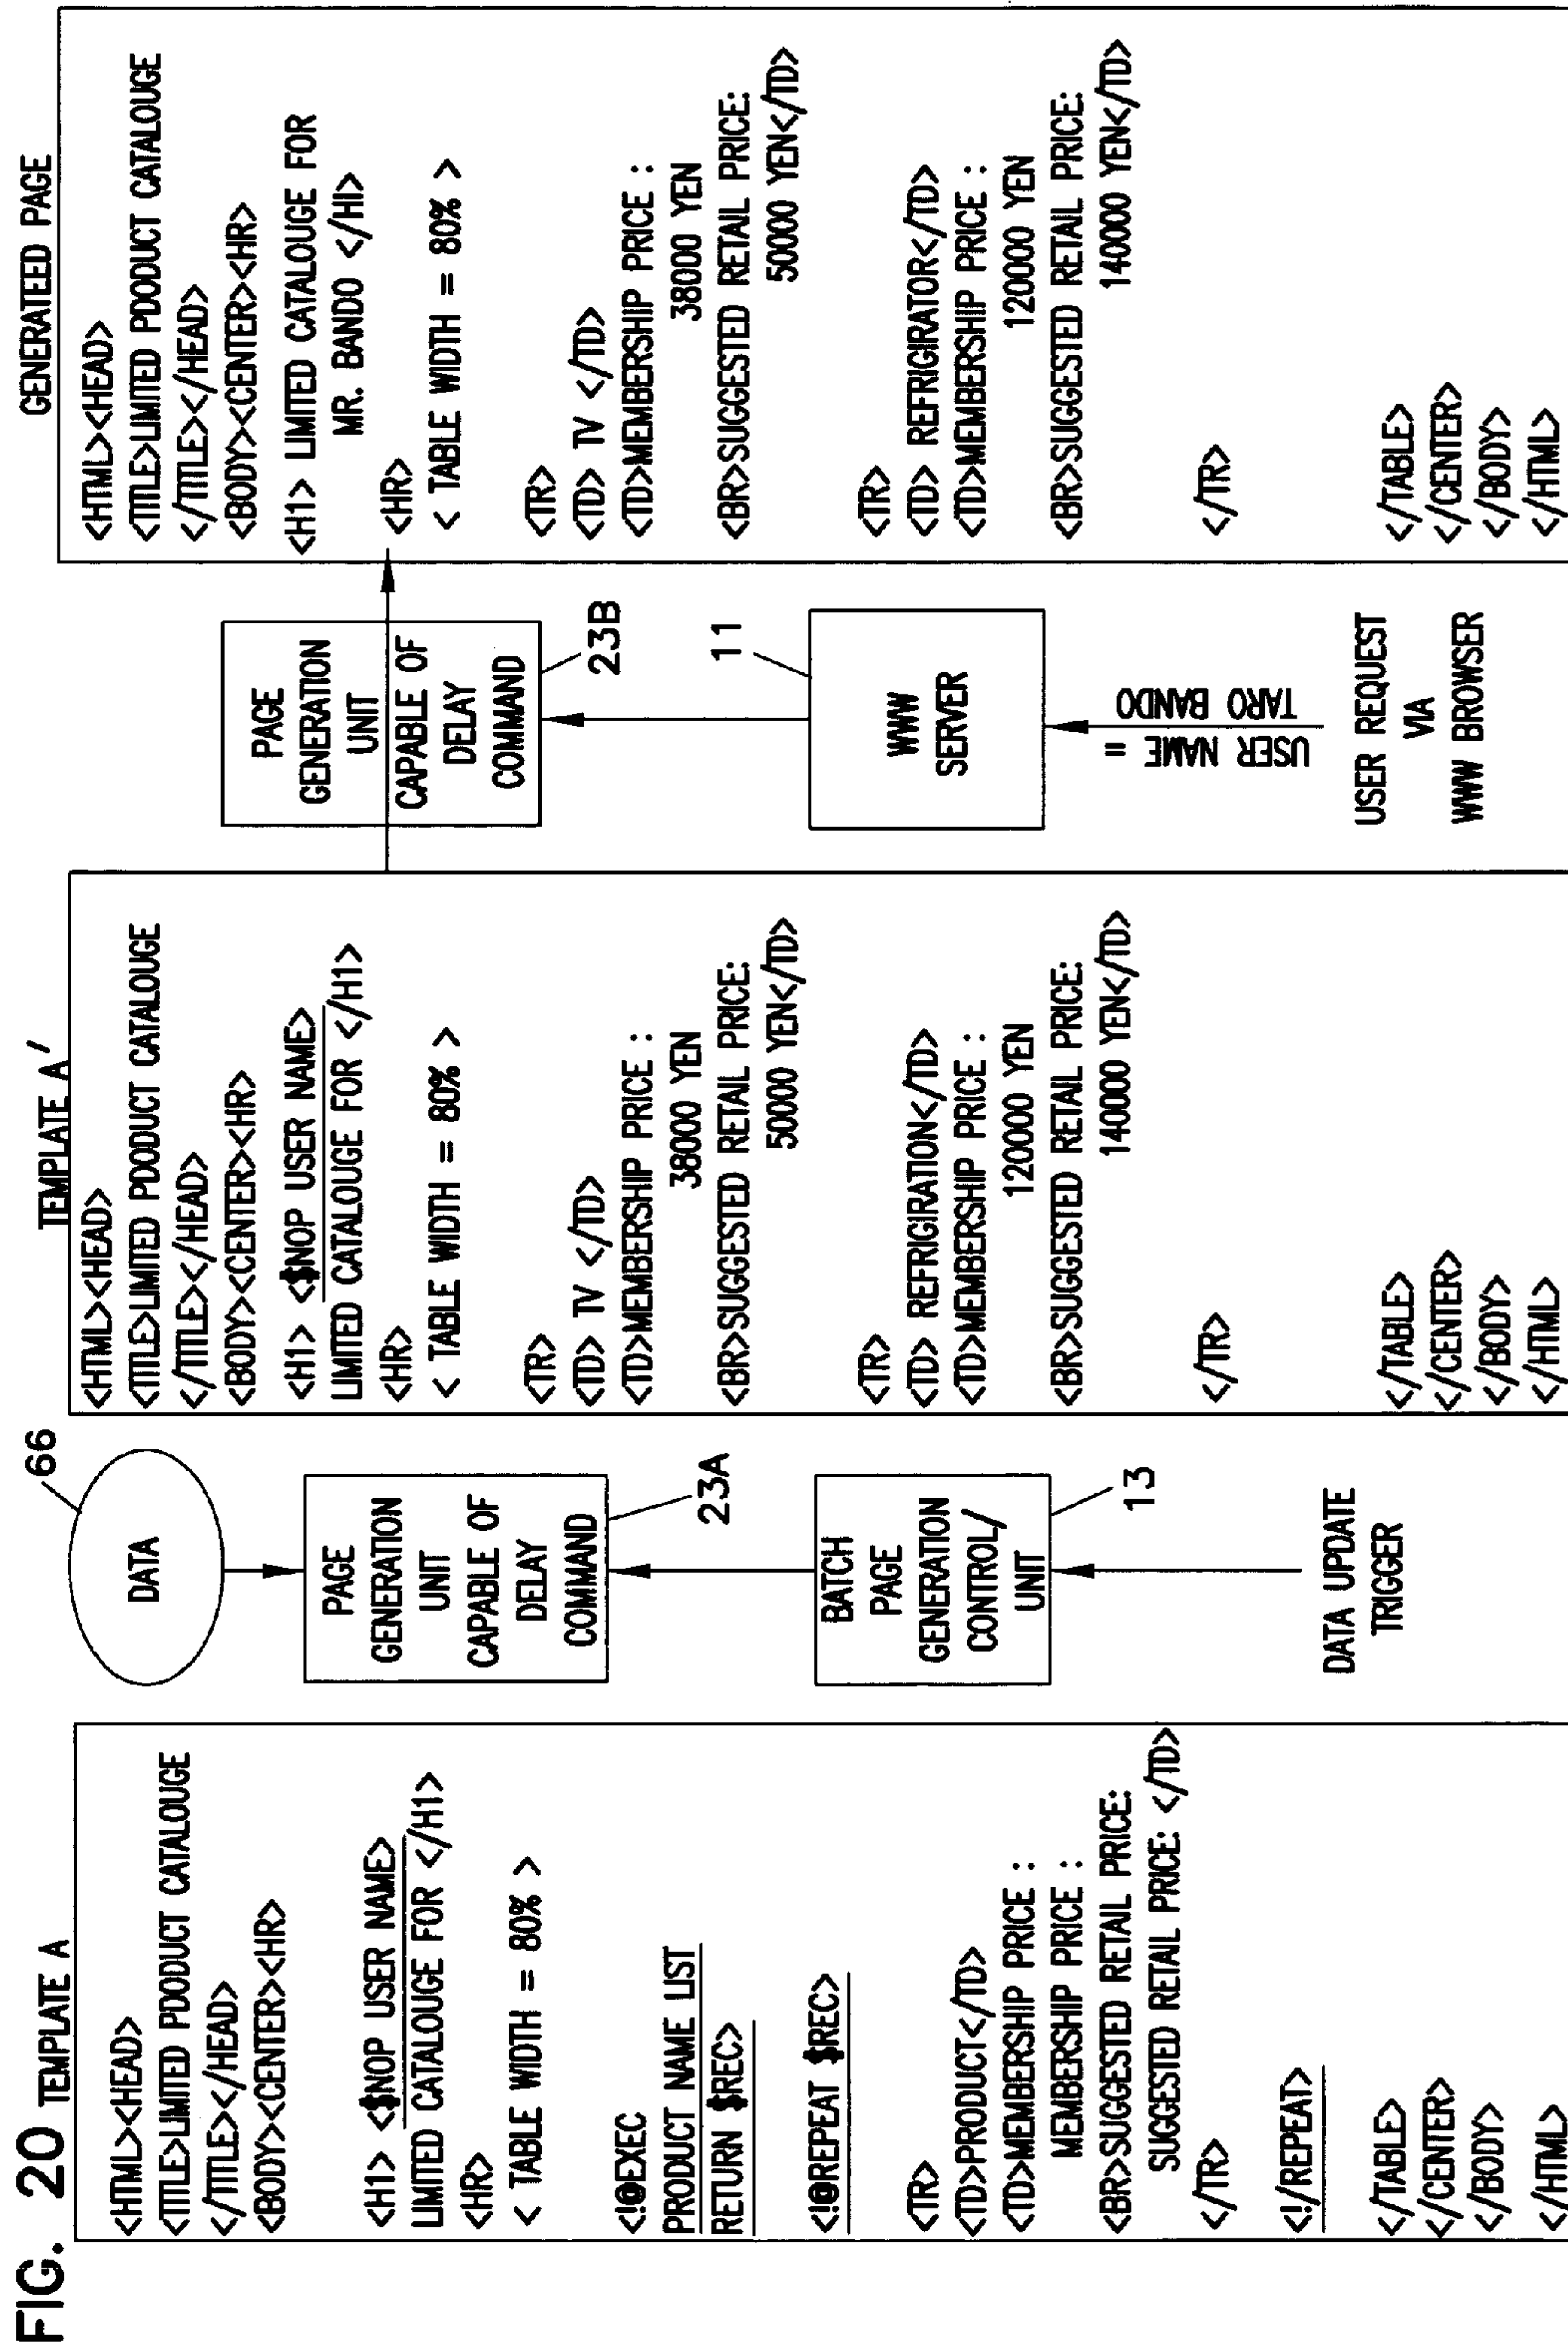 FIG. 20
TEMPLATE A
<HTML><HEAD>
<TITLE>LIMITED PDODUCT CATALOUGE
</TITLE></HEAD>
<BODY><CENTER><HR>
<H1> <$NOP USER NAME>
LIMITED CATALOUGE FOR </H1>
<HR>
< TABLE WIDTH = 80% >
<!@EXEC
PRODUCT NAME LIST
RETURN $REC>
<!@REPEAT $REC>
<TR>
<TD>PRODUCT</TD>
<TD>MEMBERSHIP PRICE :
MEMBERSHIP PRICE :
<BR>SUGGESTED RETAIL PRICE:
SUGGESTED RETAIL PRICE: </TD>
</TR>
<!/REPEAT>
</TABLE>
</CENTER>
</BODY>
</HTML>
DATA
66
PAGE
GENERATION
UNIT
CAPABLE OF
DELAY
COMMAND
23A
BATCH
PAGE
GENERATION
CONTROL/
UNIT
13
DATA UPDATE
TRIGGER
TEMPLATE A'
<HTML><HEAD>
<TITLE>LIMITED PDODUCT CATALOUGE
</TITLE></HEAD>
<BODY><CENTER><HR>
<H1> <$NOP USER NAME>
LIMITED CATALOUGE FOR </H1>
<HR>
< TABLE WIDTH = 80% >
<TR>
<TD> TV </TD>
<TD>MEMBERSHIP PRICE :
38000 YEN
<BR>SUGGESTED RETAIL PRICE:
50000 YEN</TD>
<TR>
<TD> REFRIGIRATION</TD>
<TD>MEMBERSHIP PRICE :
120000 YEN
<BR>SUGGESTED RETAIL PRICE:
140000 YEN</TD>
</TR>
</TABLE>
</CENTER>
</BODY>
</HTML>
PAGE
GENERATION
UNIT
CAPABLE OF
DELAY
COMMAND
23B
WWW
SERVER
11
USER NAME =
TARO BANDO
USER REQUEST
VIA
WWW BROWSER
GENERATED PAGE
<HTML><HEAD>
<TITLE>LIMITED PDODUCT CATALOUGE
</TITLE></HEAD>
<BODY><CENTER><HR>
<H1> LIMITED CATALOUGE FOR
MR. BANDO </HI>
<HR>
< TABLE WIDTH = 80% >
<TR>
<TD> TV </TD>
<TD>MEMBERSHIP PRICE :
38000 YEN
<BR>SUGGESTED RETAIL PRICE:
50000 YEN</TD>
<TR>
<TD> REFRIGIRATOR</TD>
<TD>MEMBERSHIP PRICE :
120000 YEN
<BR>SUGGESTED RETAIL PRICE:
140000 YEN</TD>
</TR>
</TABLE>
</CENTER>
</BODY>
</HTML>